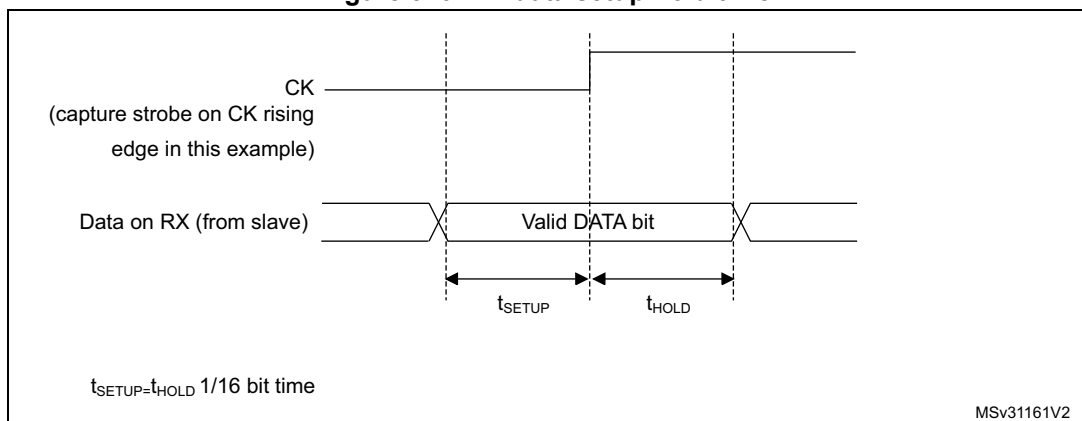 CK
(capture strobe on CK rising
edge in this example)
Data on RX (from slave)
Valid DATA bit
tSETUP
tHOLD
tSETUP=tHOLD 1/16 bit time
MSv31161V2